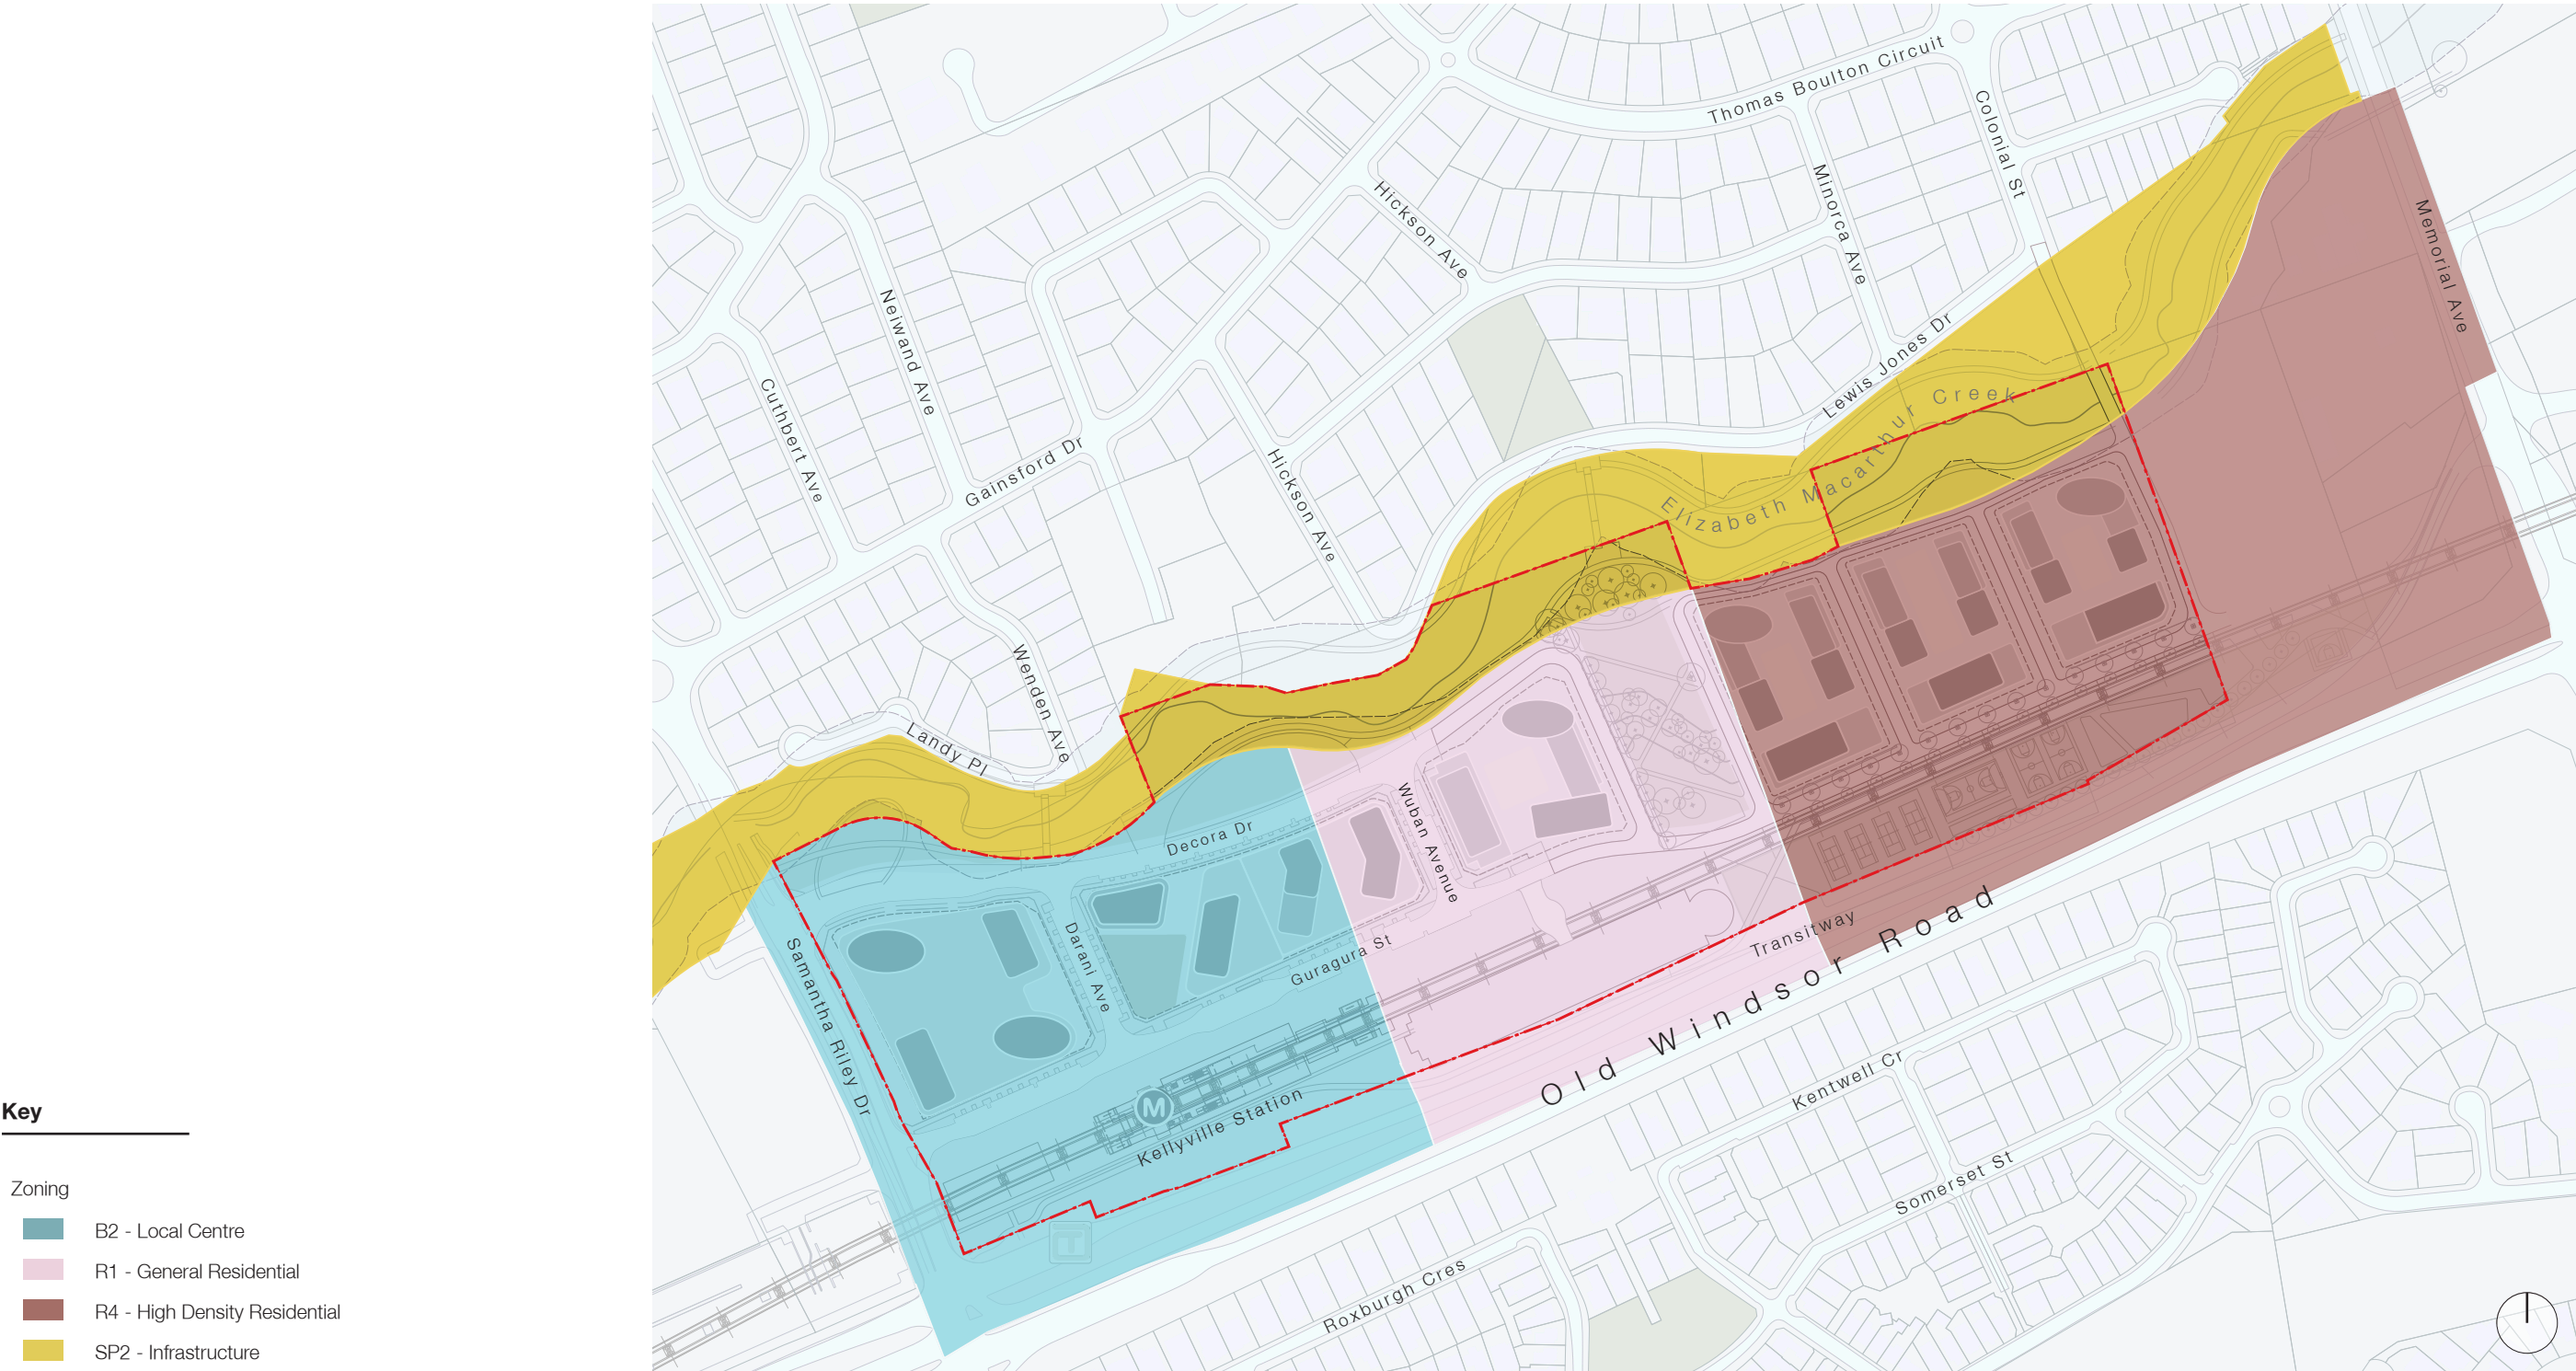 Key
Zoning
B2 - Local Centre
R1 - General Residential
R4 - High Density Residential
SP2 - Infrastructure
Thomas Boulton Circuit
Colonial St
Minorca Ave
Hickson Ave
Memorial Ave
Neiwand Ave
Lewis Jones Dr
Cuthbert Ave
Elizabeth Macarthur Creek
Gainsford Dr
Hickson Ave
Wenden Ave
Landy Pl
Decora Dr
Wuban Avenue
Samantha Riley Dr
Darani Ave
Guragura St
Transitway
Old Windsor Road
M
Kellyville Station
T
Kentwell Cr
Somerset St
Roxburgh Cres